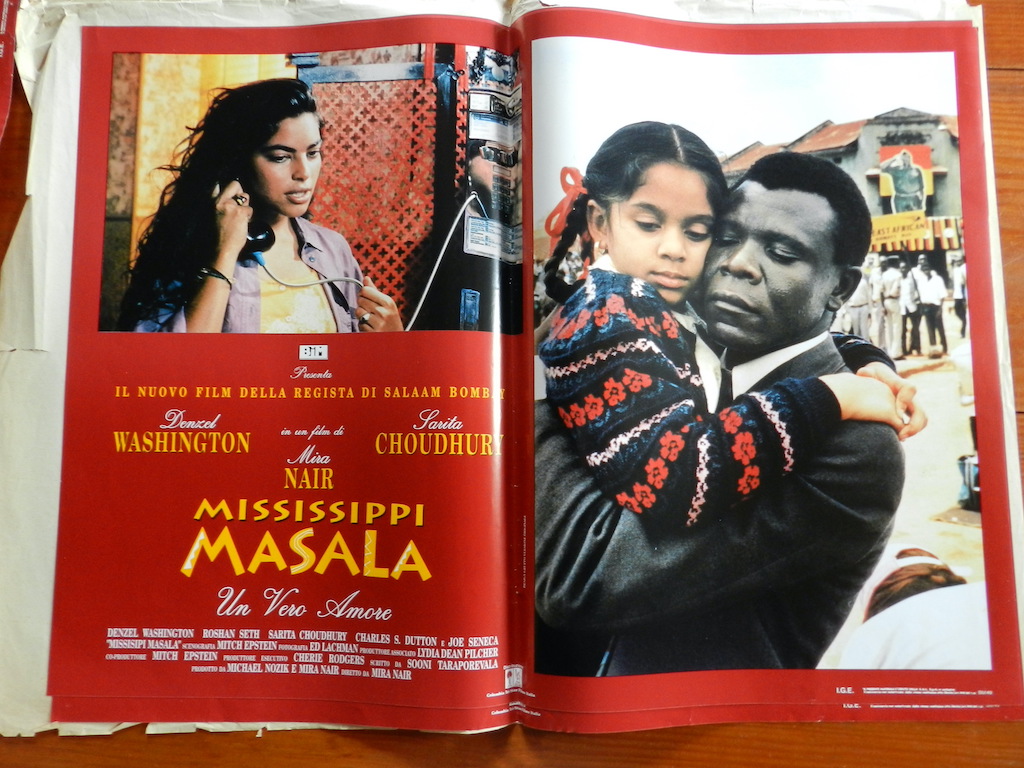 BiM
Presenta
IL NUOVO FILM DELLA REGISTA DI SALAAM BOMBAY
Denzel
WASHINGTON
in un film di
Mira
NAIR
Sarita
CHOUDHURY
MISSISSIPPI
MASALA
Un Vero Amore
DENZEL WASHINGTON ROSHAN SETH SARITA CHOUDHURY CHARLES S. DUTTON E JOE SENECA
"MISSISIPI MASALA" SCENOGRAFIA MITCH EPSTEIN FOTOGRAFIA ED LACHMAN PRODUTTORE ASSOCIATO LYDIA DEAN PILCHER
CO-PRODUTTORE MITCH EPSTEIN PRODUTTORE ESECUTIVO CHERIE RODGERS SCRITTO DA SOONI TARAPOREVALA
PRODOTTO DA MICHAEL NOZIK E MIRA NAIR DIRETTO DA MIRA NAIR
EAST AFRICAN
I.G.E.